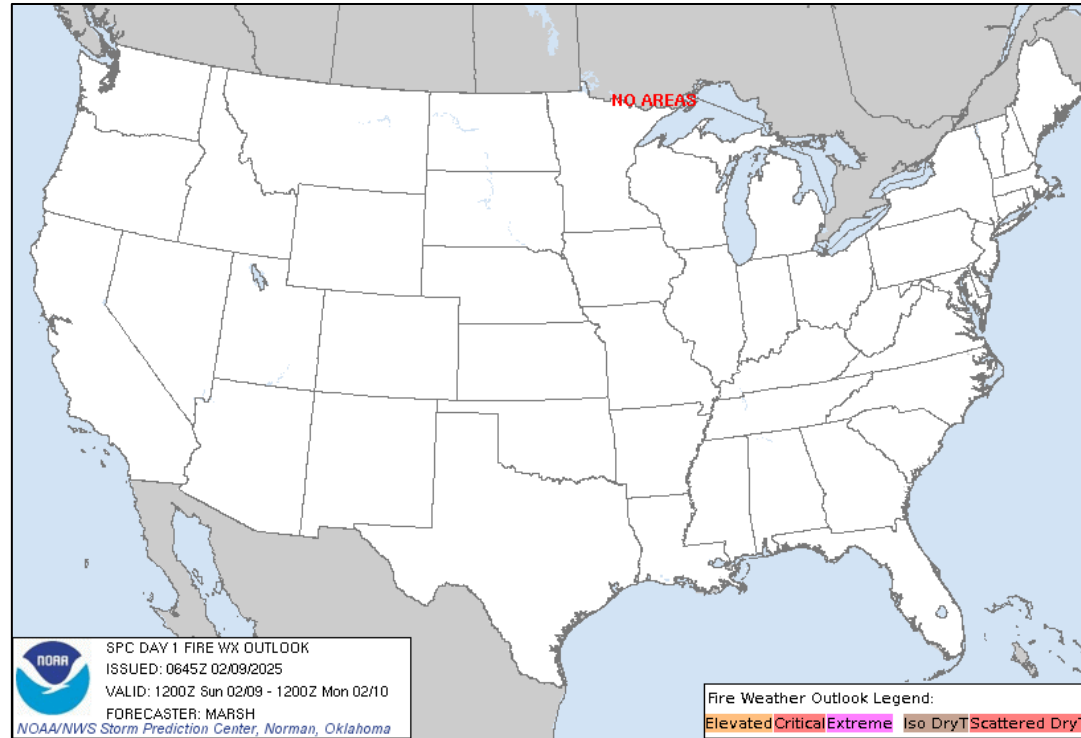 NO AREAS
NOAA
SPC DAY 1 FIRE WX OUTLOOK
ISSUED: 0645Z 02/09/2025
VALID: 1200Z Sun 02/09 - 1200Z Mon 02/10
FORECASTER: MARSH
NOAA/NWS Storm Prediction Center, Norman, Oklahoma
Fire Weather Outlook Legend:
Elevated Critical Extreme Iso DryT Scattered DryT